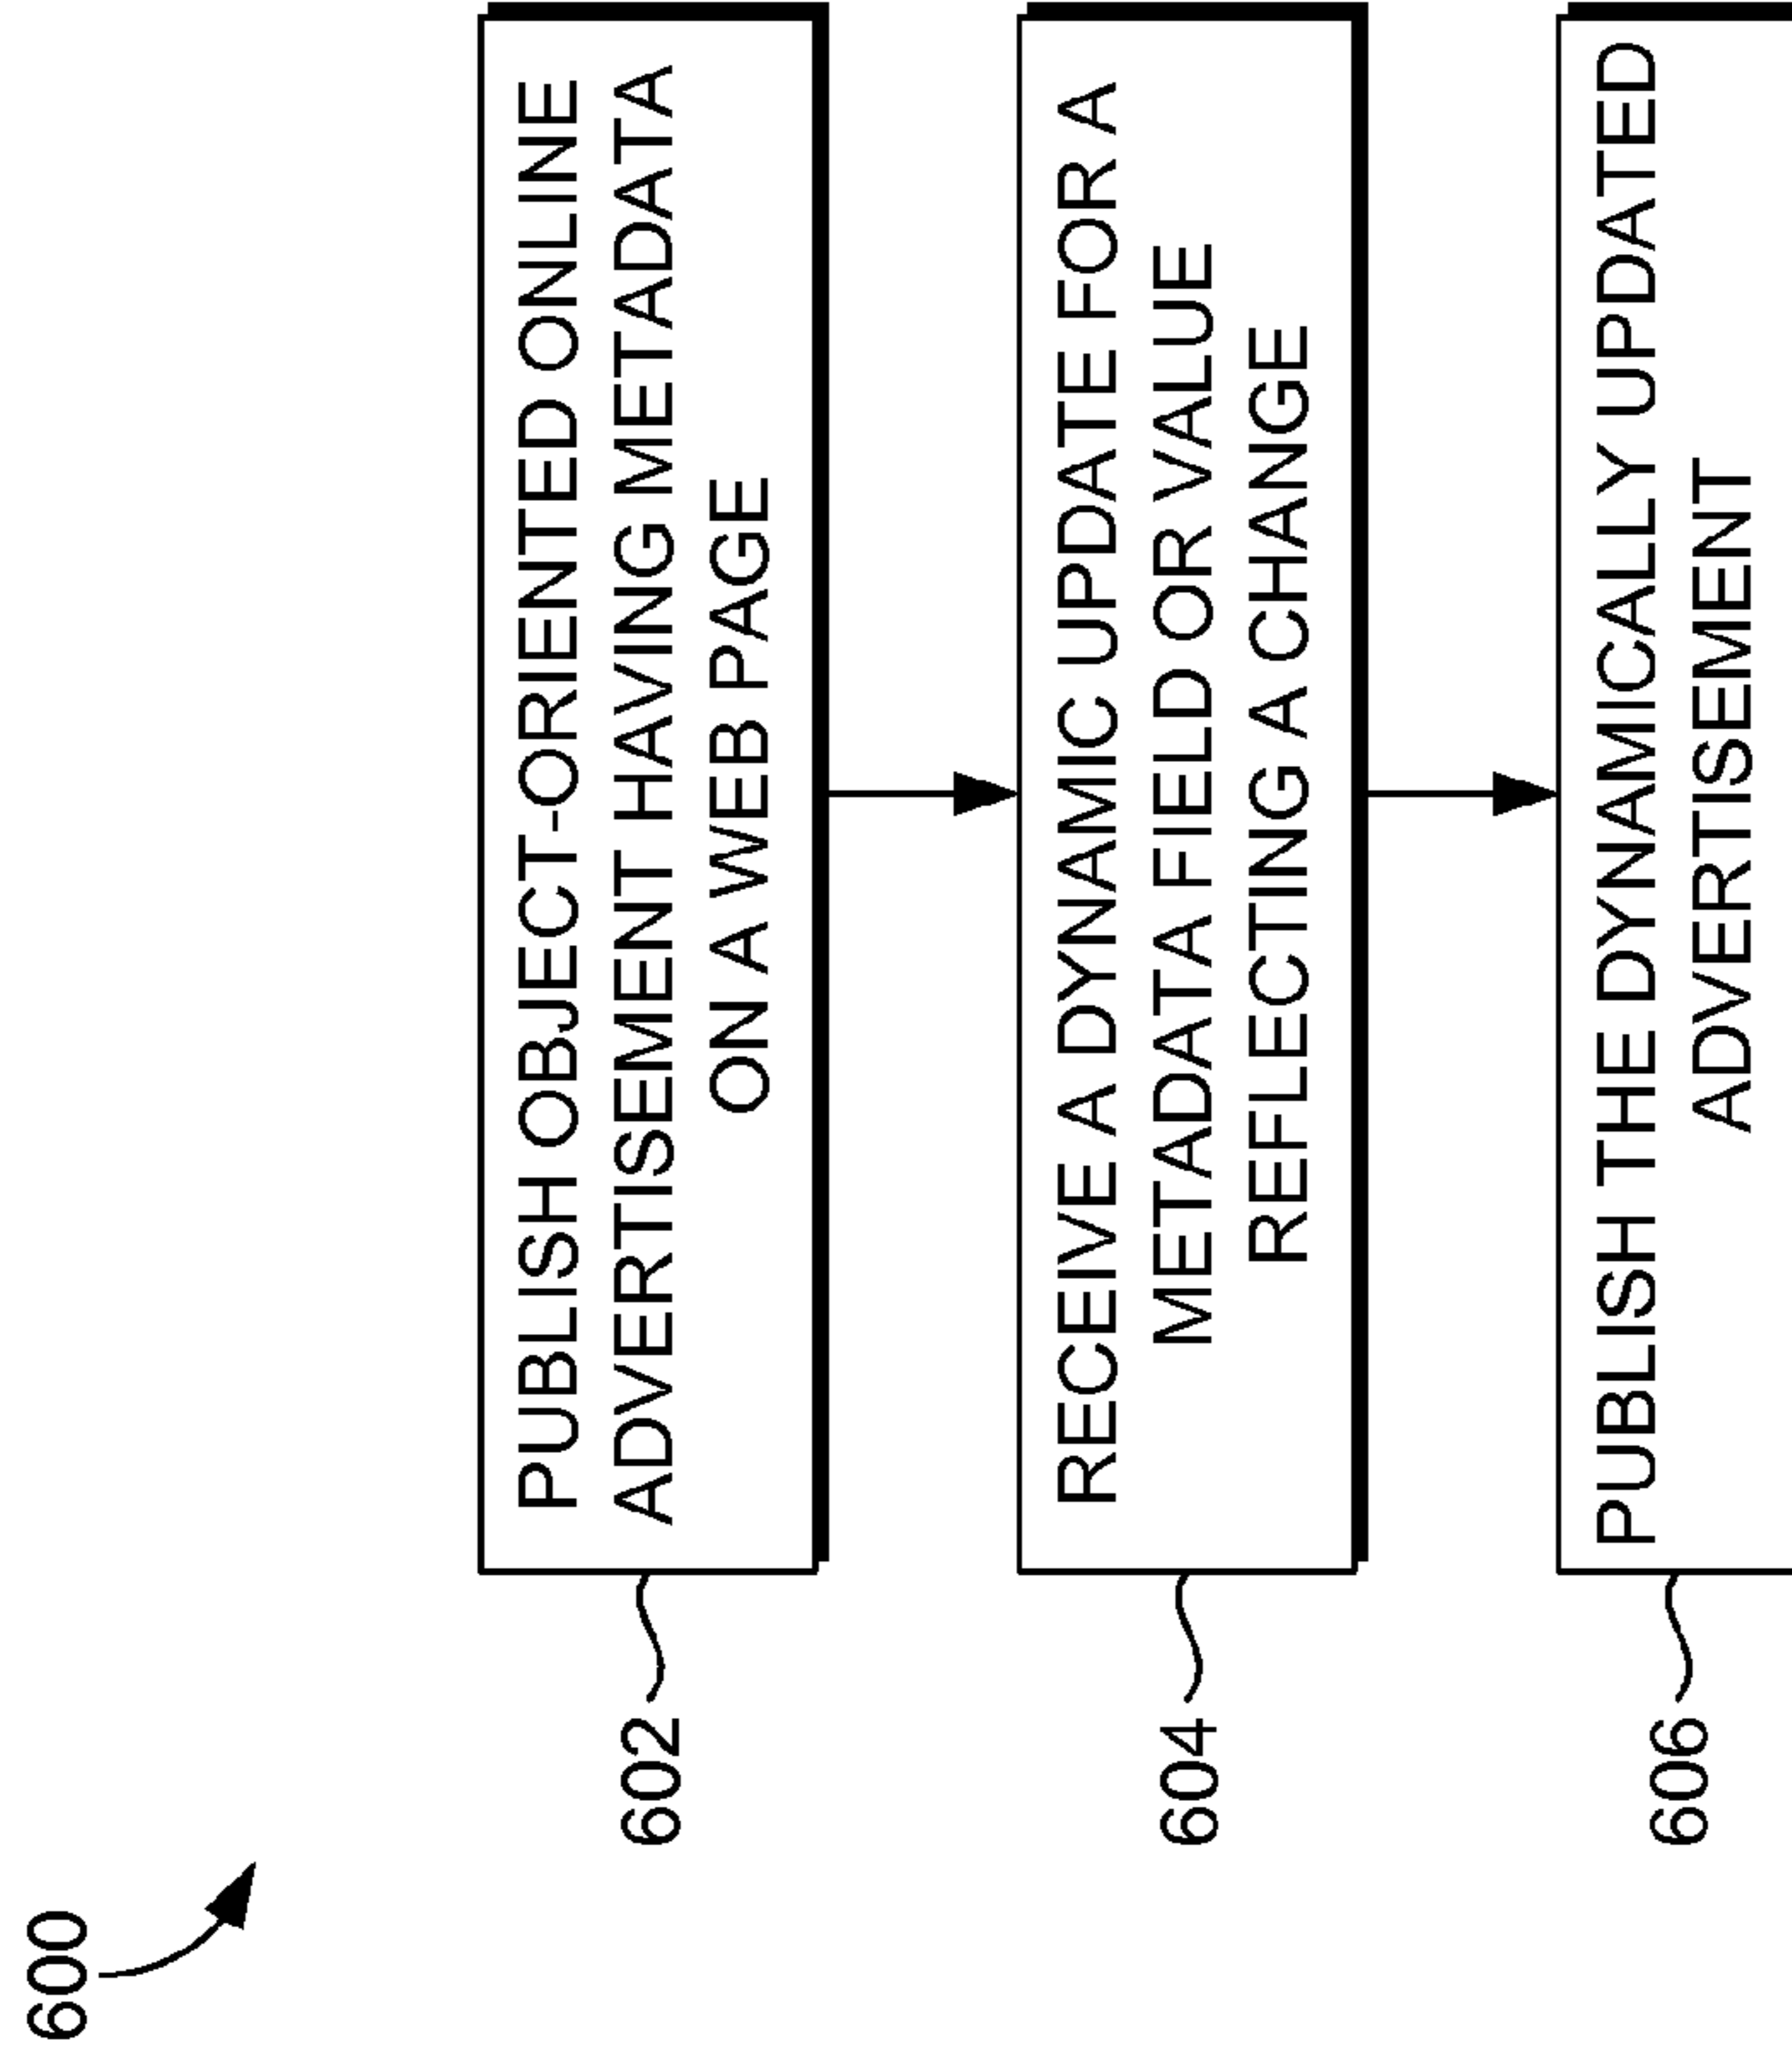 600
602
PUBLISH OBJECT-ORIENTED ONLINE
ADVERTISEMENT HAVING METADATA
ON A WEB PAGE
604
RECEIVE A DYNAMIC UPDATE FOR A
METADATA FIELD OR VALUE
REFLECTING A CHANGE
606
PUBLISH THE DYNAMICALLY UPDATED
ADVERTISEMENT